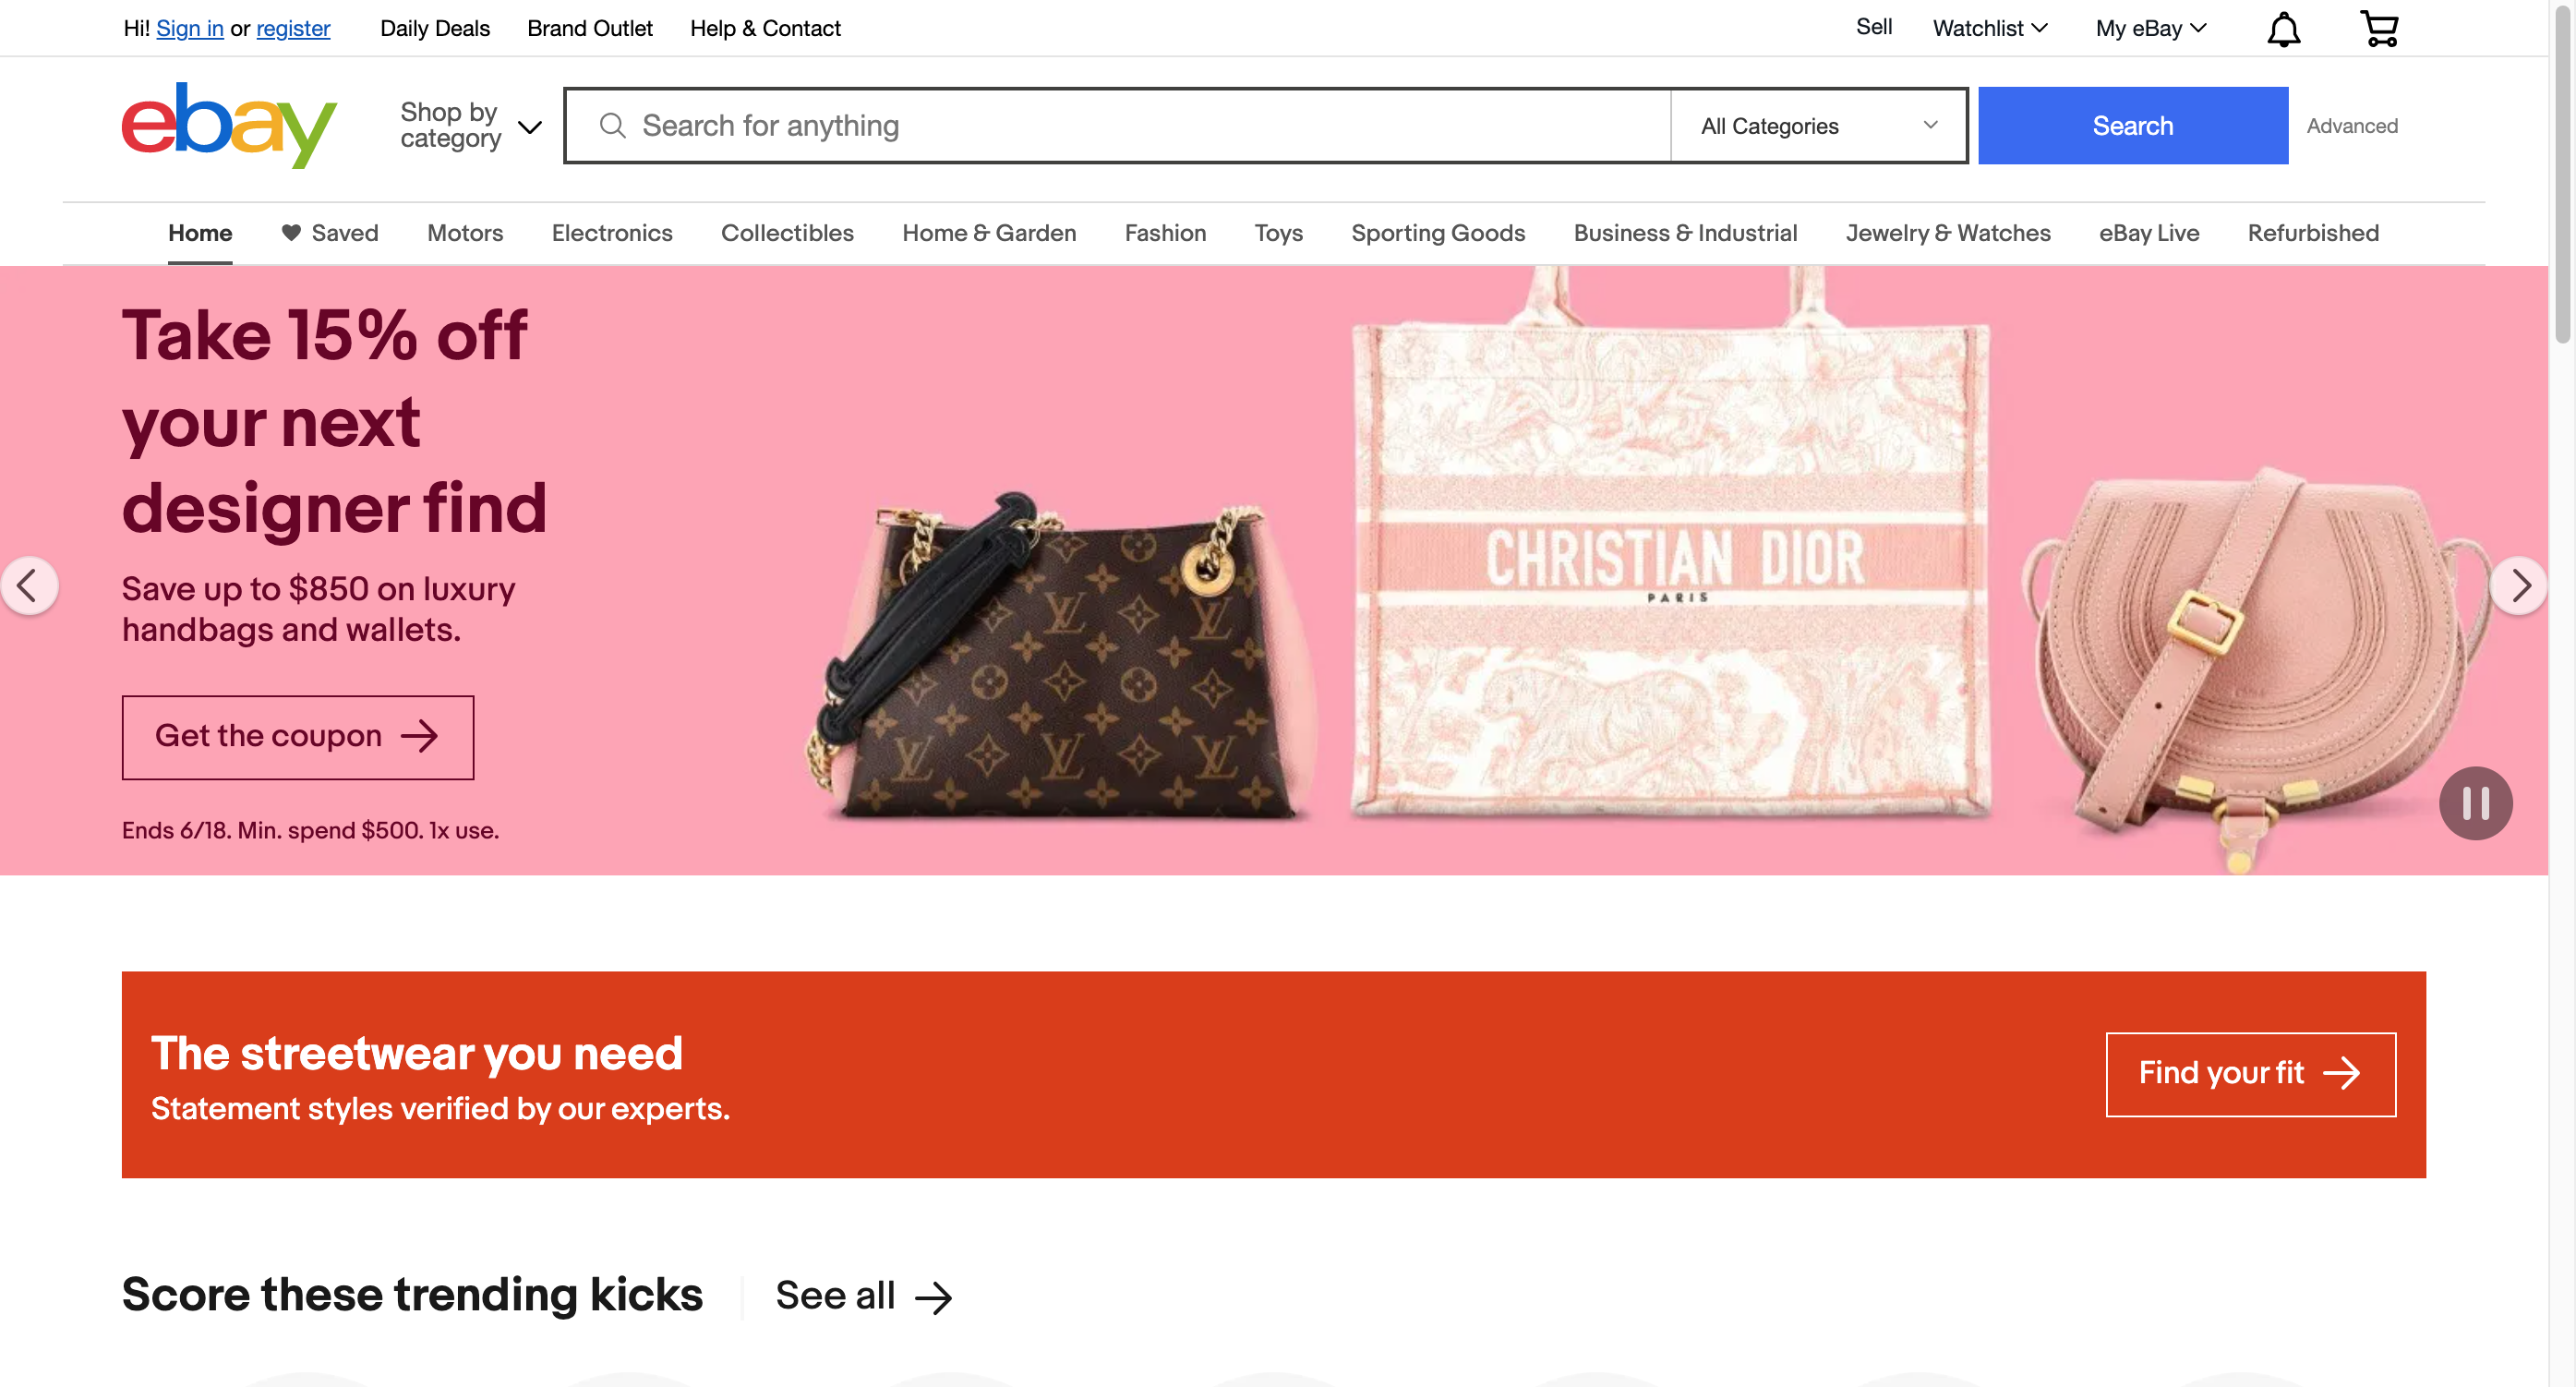 Hi! Sign in or register
Daily Deals
Brand Outlet
Help & Contact
Sell
Watchlist
My eBay
ebay
Shop by
category
Search for anything
All Categories
Search
Advanced
Home
Saved
Motors
Electronics
Collectibles
Home & Garden
Fashion
Toys
Sporting Goods
Business & Industrial
Jewelry & Watches
eBay Live
Refurbished
Take 15% off
your next
designer find
Save up to $850 on luxury
handbags and wallets.
Get the coupon
Ends 6/18. Min. spend $500. 1x use.
CHRISTIAN DIOR
PARIS
The streetwear you need
Statement styles verified by our experts.
Find your fit
Score these trending kicks
See all